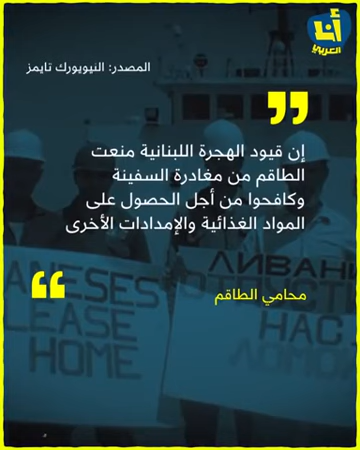 أنا
العربي
المصدر: النيويورك تايمز
إن قيود الهجرة اللبنانية منعت
الطاقم من مغادرة السفينة
وكافحوا من أجل الحصول على
المواد الغذائية والإمدادات الأخرى
محامي الطاقم
ANESES
LEASE
HOME
ЛИВАН
НАС
ДОМОЙ